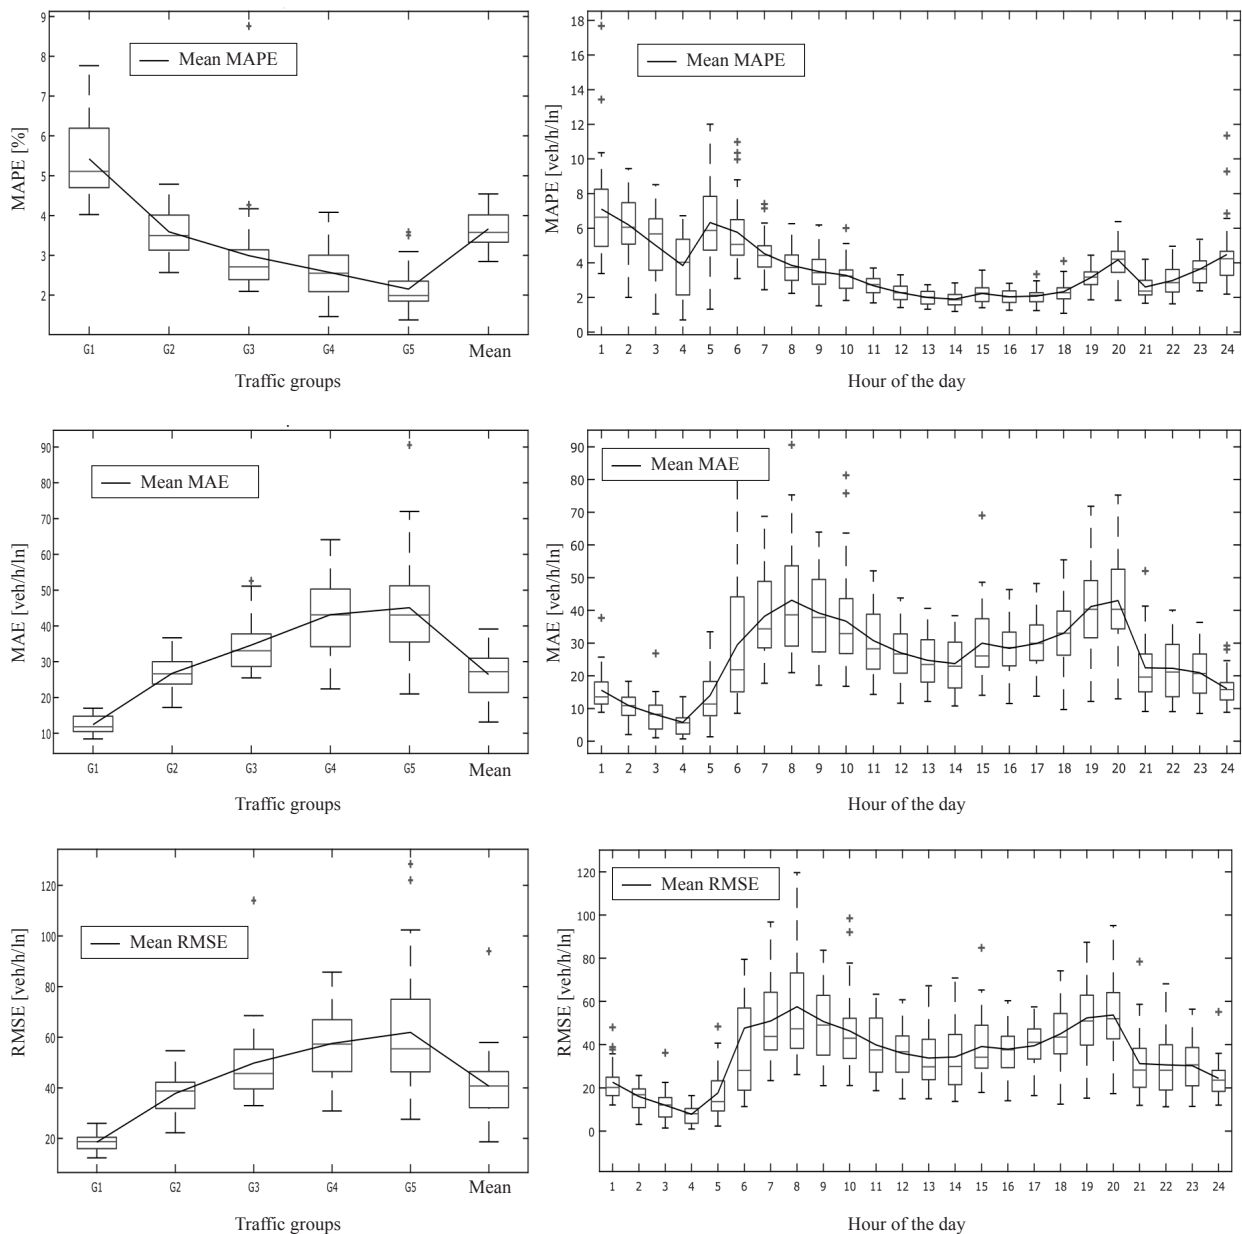 9
8
7
6
5
4
3
2
MAPE [%]
Mean MAPE
G1 G2 G3 G4 G5 Mean
Traffic groups
18
16
14
12
10
8
6
4
2
0
MAPE [veh/h/ln]
Mean MAPE
1 2 3 4 5 6 7 8 9 10 11 12 13 14 15 16 17 18 19 20 21 22 23 24
Hour of the day
90
80
70
60
50
40
30
20
10
MAE [veh/h/ln]
Mean MAE
G1 G2 G3 G4 G5 Mean
Traffic groups
90
80
70
60
50
40
30
20
10
0
MAE [veh/h/ln]
Mean MAE
1 2 3 4 5 6 7 8 9 10 11 12 13 14 15 16 17 18 19 20 21 22 23 24
Hour of the day
120
100
80
60
40
20
RMSE [veh/h/ln]
Mean RMSE
G1 G2 G3 G4 G5 Mean
Traffic groups
120
100
80
60
40
20
0
RMSE [veh/h/ln]
Mean RMSE
1 2 3 4 5 6 7 8 9 10 11 12 13 14 15 16 17 18 19 20 21 22 23 24
Hour of the day